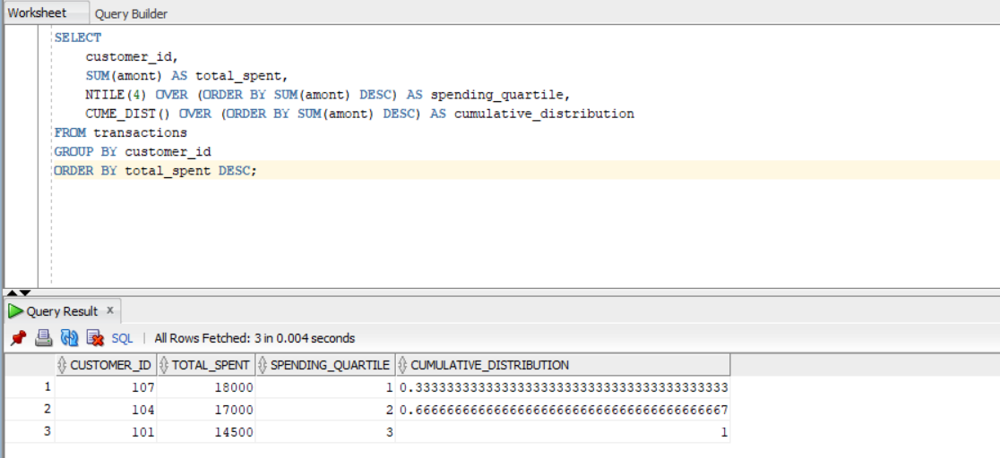 Worksheet Query Builder
SELECT
customer_id,
SUM(amont) AS total_spent,
NTILE(4) OVER (ORDER BY SUM(amont) DESC) AS spending_quartile,
CUME_DIST() OVER (ORDER BY SUM(amont) DESC) AS cumulative_distribution
FROM transactions
GROUP BY customer_id
ORDER BY total_spent DESC;
Query Result x
SQL | All Rows Fetched: 3 in 0.004 seconds
CUSTOMER_ID TOTAL_SPENT SPENDING_QUARTILE CUMULATIVE_DISTRIBUTION
1 107 18000 1 0.3333333333333333333333333333333333333333
2 104 17000 2 0.6666666666666666666666666666666666666667
3 101 14500 3 1